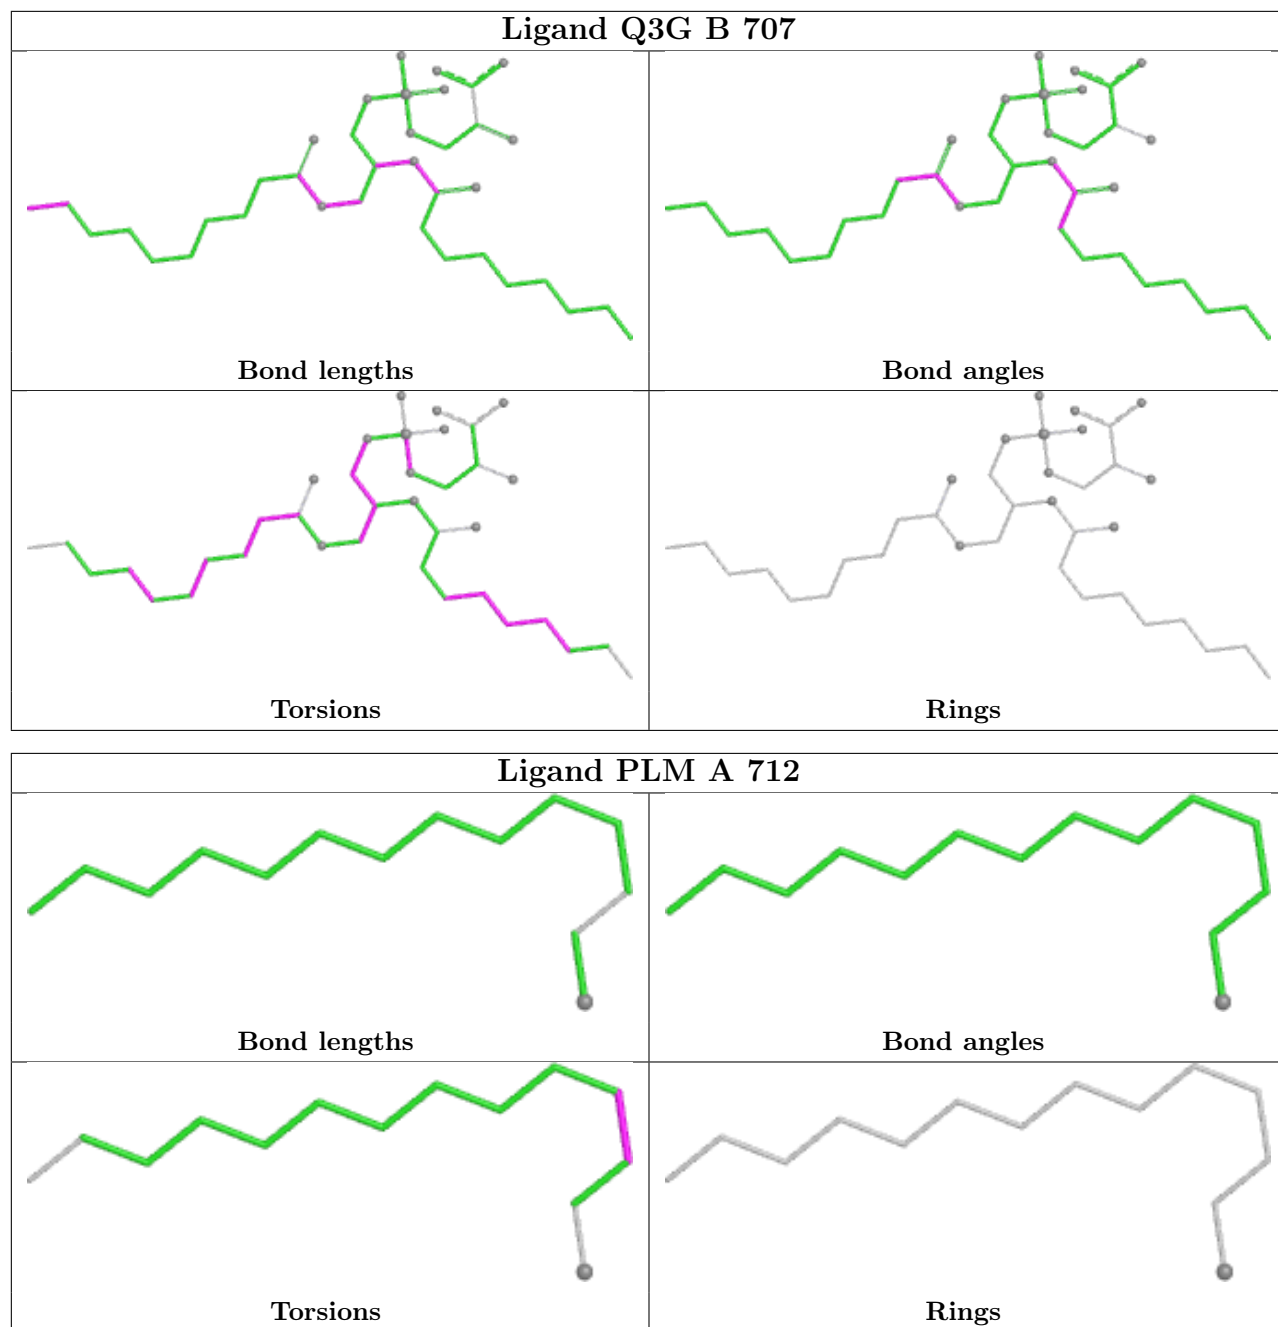 Ligand Q3G B 707
Bond lengths
Bond angles
Torsions
Rings
Ligand PLM A 712
Bond lengths
Bond angles
Torsions
Rings